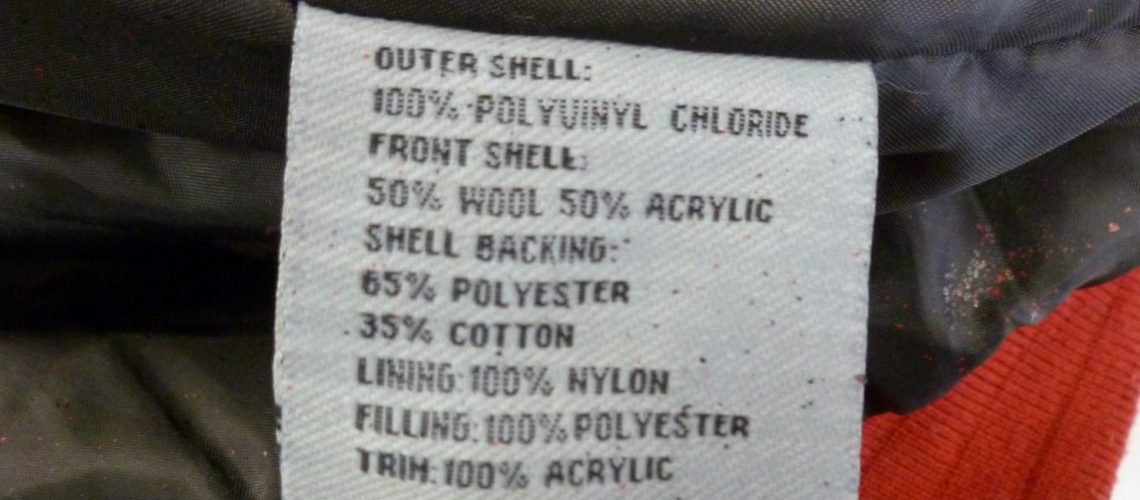 OUTER SHELL:
100% POLYVINYL CHLORIDE
FRONT SHELL:
50% WOOL 50% ACRYLIC
SHELL BACKING:
65% POLYESTER
35% COTTON
LINING:100% NYLON
FILLING:100% POLYESTER
TRIM:100% ACRYLIC